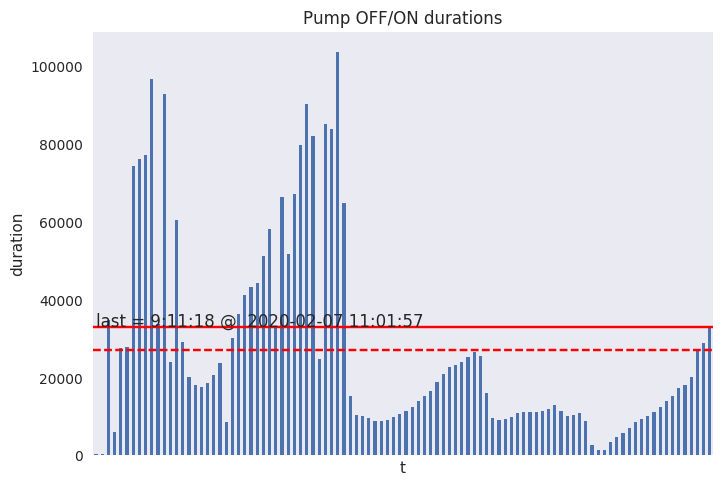 Pump OFF/ON durations
100000
80000
60000
40000
20000
0
duration
last = 9:11:18 @ 2020-02-07 11:01:57
t